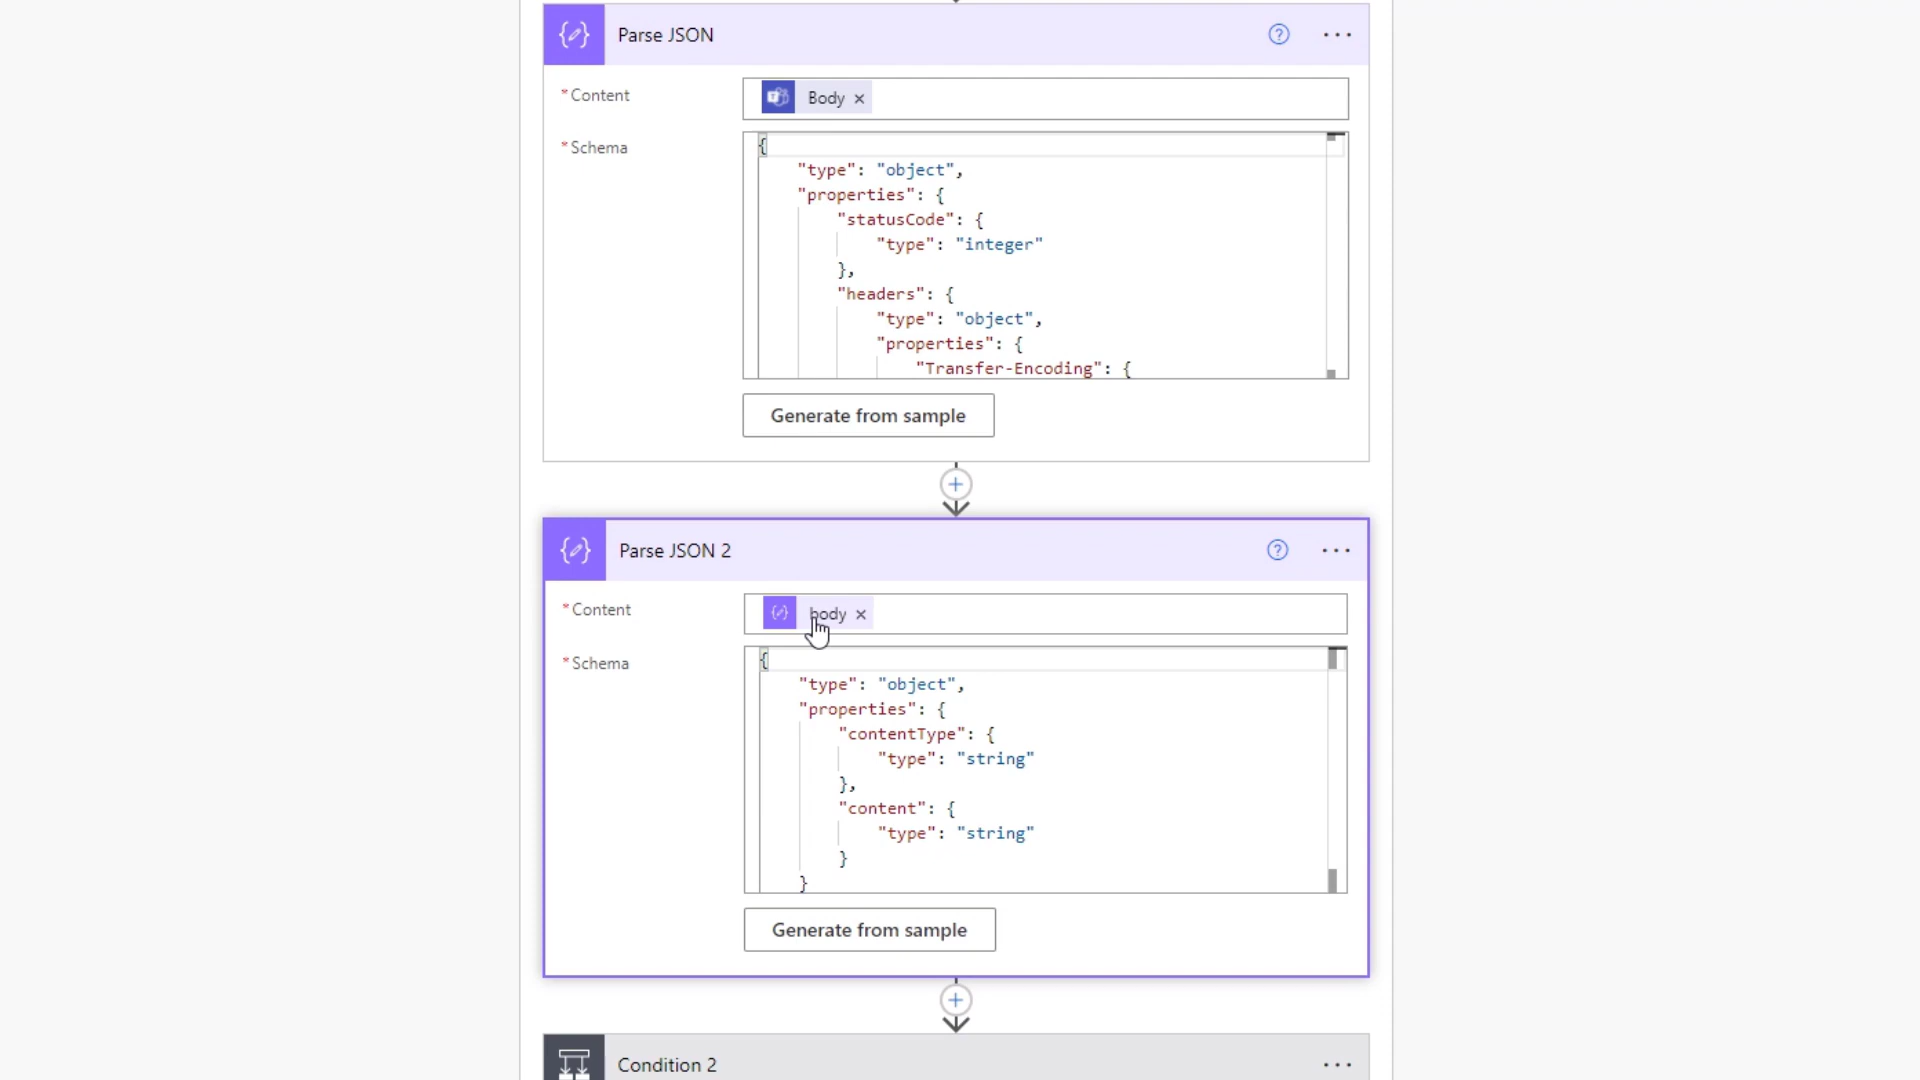 Parse JSON
* Content
Body ×
* Schema
{
"type": "object",
"properties": {
"statusCode": {
"type": "integer"
},
"headers": {
"type": "object",
"properties": {
"Transfer-Encoding": {
Generate from sample
Parse JSON 2
* Content
body ×
* Schema
{
"type": "object",
"properties": {
"contentType": {
"type": "string"
},
"content": {
"type": "string"
}
}
Generate from sample
Condition 2